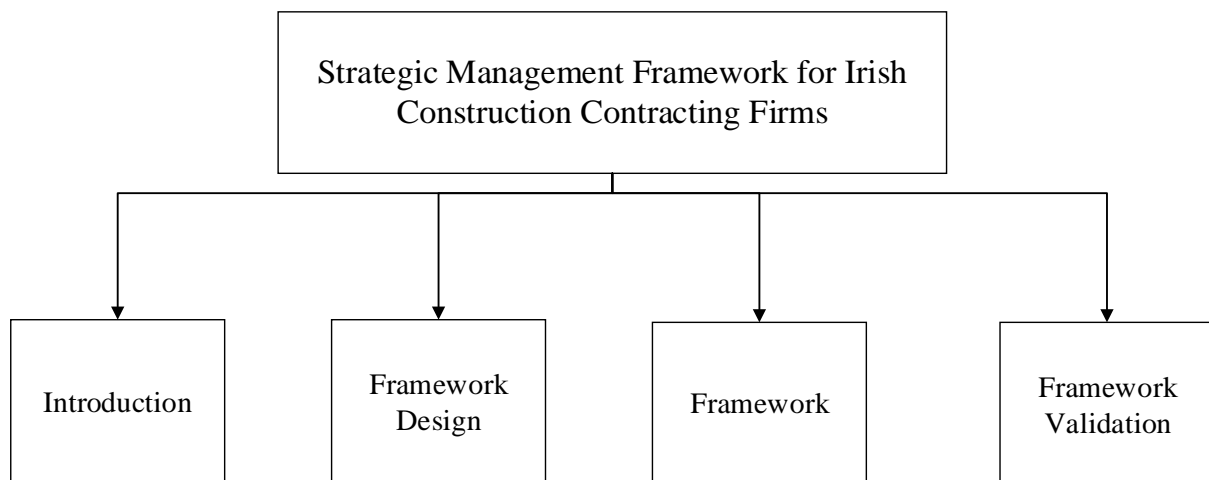 Strategic Management Framework for Irish
Construction Contracting Firms
Introduction
Framework
Design
Framework
Framework
Validation